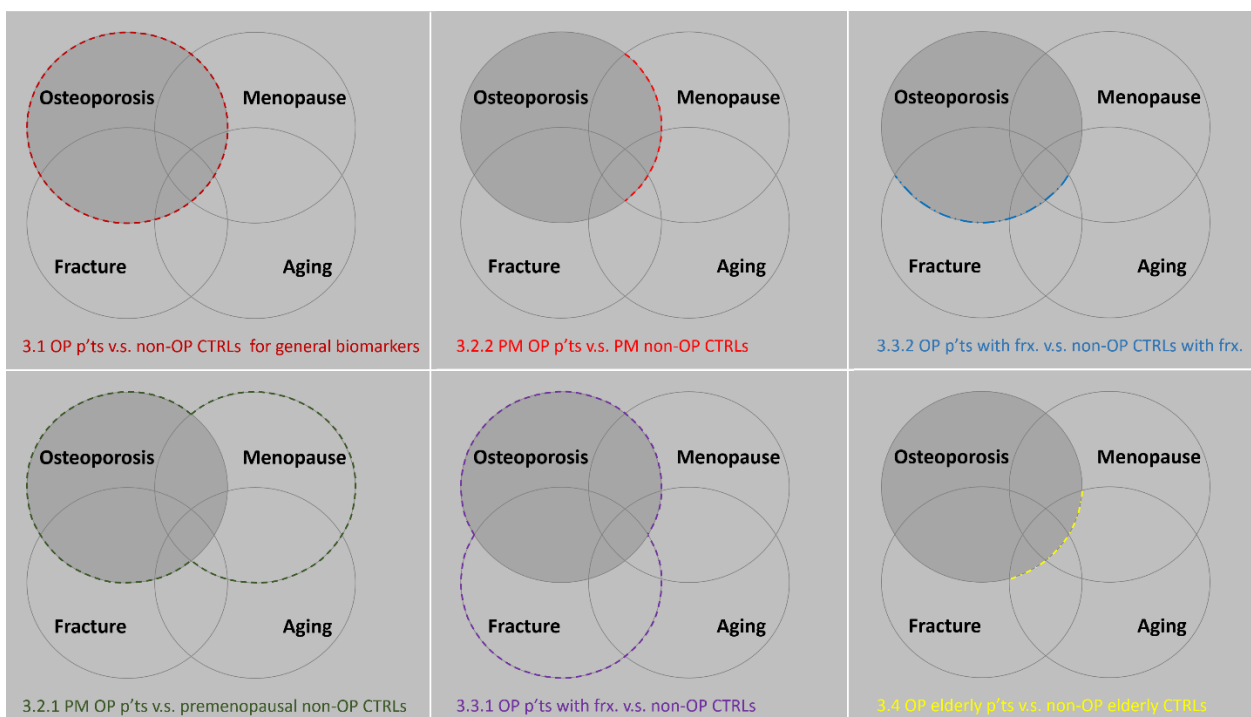 Osteoporosis Menopause
Fracture Aging
3.1 OP p'ts v.s. non-OP CTRLs for general biomarkers
Osteoporosis Menopause
Fracture Aging
3.2.2 PM OP p'ts v.s. PM non-OP CTRLs
Osteoporosis Menopause
Fracture Aging
3.3.2 OP p'ts with frx. v.s. non-OP CTRLs with frx.
Osteoporosis Menopause
Fracture Aging
3.2.1 PM OP p'ts v.s. premenopausal non-OP CTRLs
Osteoporosis Menopause
Fracture Aging
3.3.1 OP p'ts with frx. v.s. non-OP CTRLs
Osteoporosis Menopause
Fracture Aging
3.4 OP elderly p'ts v.s. non-OP elderly CTRLs